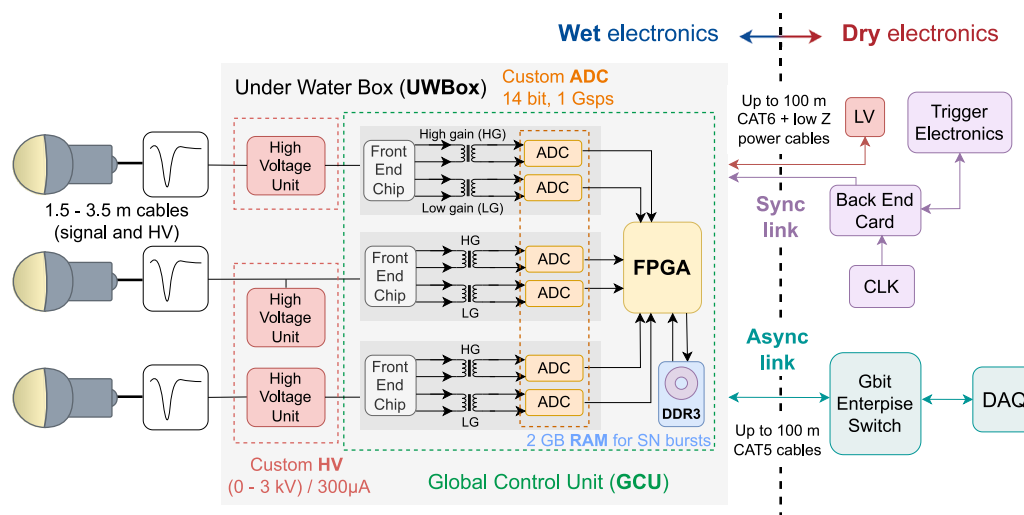 Wet electronics
Dry electronics
Under Water Box (UWBox)
Custom ADC
14 bit, 1 Gsps
Up to 100 m
CAT6 + low Z
power cables
LV
Trigger
Electronics
High
Voltage
Unit
Front
End
Chip
High gain (HG)
Low gain (LG)
ADC
ADC
1.5 - 3.5 m cables
(signal and HV)
Sync
link
Back End
Card
CLK
High
Voltage
Unit
Front
End
Chip
HG
LG
ADC
ADC
FPGA
High
Voltage
Unit
Front
End
Chip
HG
LG
ADC
ADC
DDR3
2 GB RAM for SN bursts
Async
link
Gbit
Enterpise
Switch
DAQ
Up to 100 m
CAT5 cables
Custom HV
(0 - 3 kV) / 300µA
Global Control Unit (GCU)